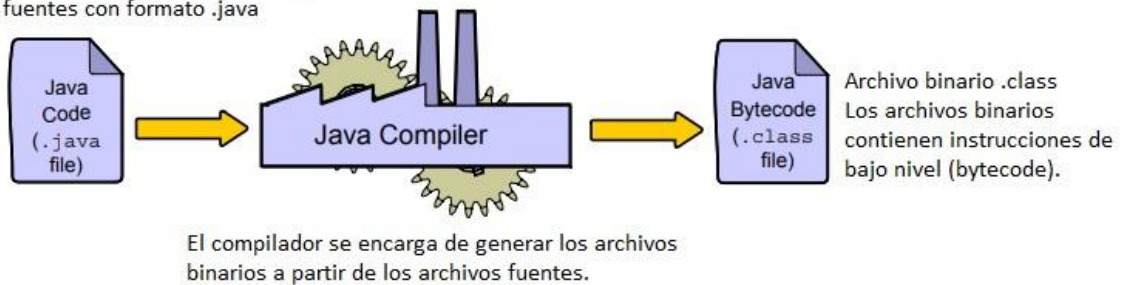 fuentes con formato .java
Java
Code
(.java
file)
Java Compiler
Java
Bytecode
(.class
file)
Archivo binario .class
Los archivos binarios
contienen instrucciones de
bajo nivel (bytecode).
El compilador se encarga de generar los archivos
binarios a partir de los archivos fuentes.